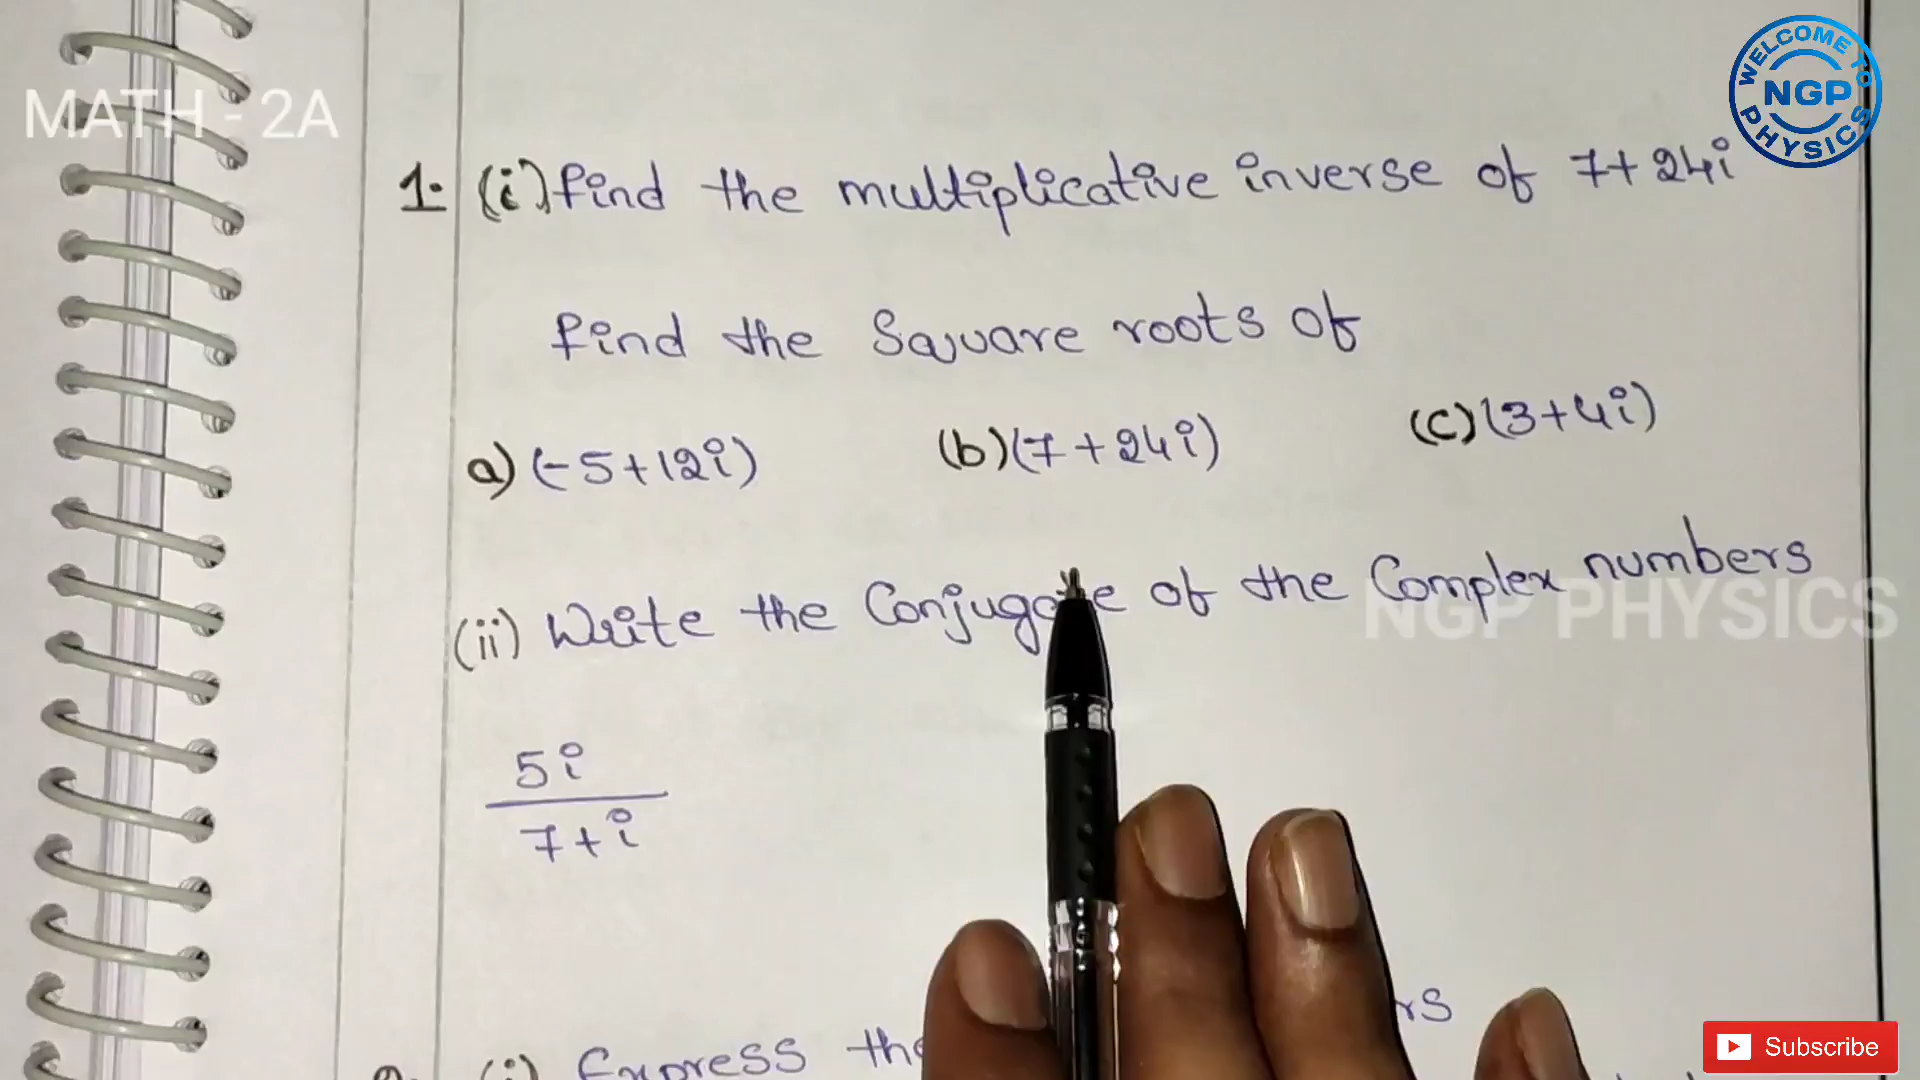 WELCOME TO
NGP
PHYSICS
MATH - 2A
1. (i) find the multiplicative inverse of 7+24i
find the Square roots of
a) (-5+12i) (b) (7+24i) (c) (3+4i)
(ii) Write the Conjugate of the Complex numbers
NGP PHYSICS
5i
7+i
(i) Express the
Subscribe